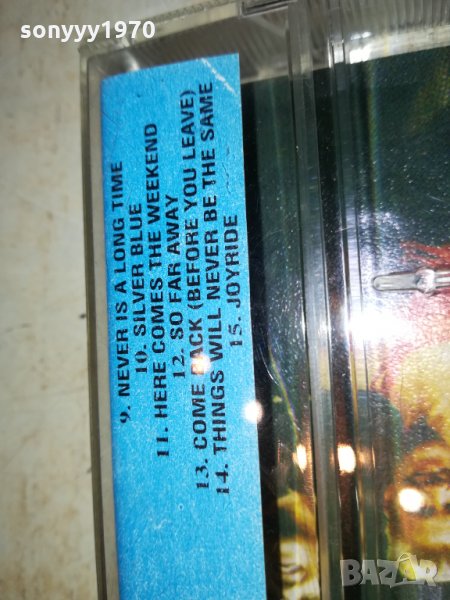 sonyyy1970
9. NEVER IS A LONG TIME
10. SiLVER BLUE
11. HERE COMES THE WEEKEND
12. SO FAR AWAY
13. COME BACK (BEFORE YOU LEAVE)
14. THINGS WILL NEVER BE THE SAME
15. JOYRIDE
BAZAR